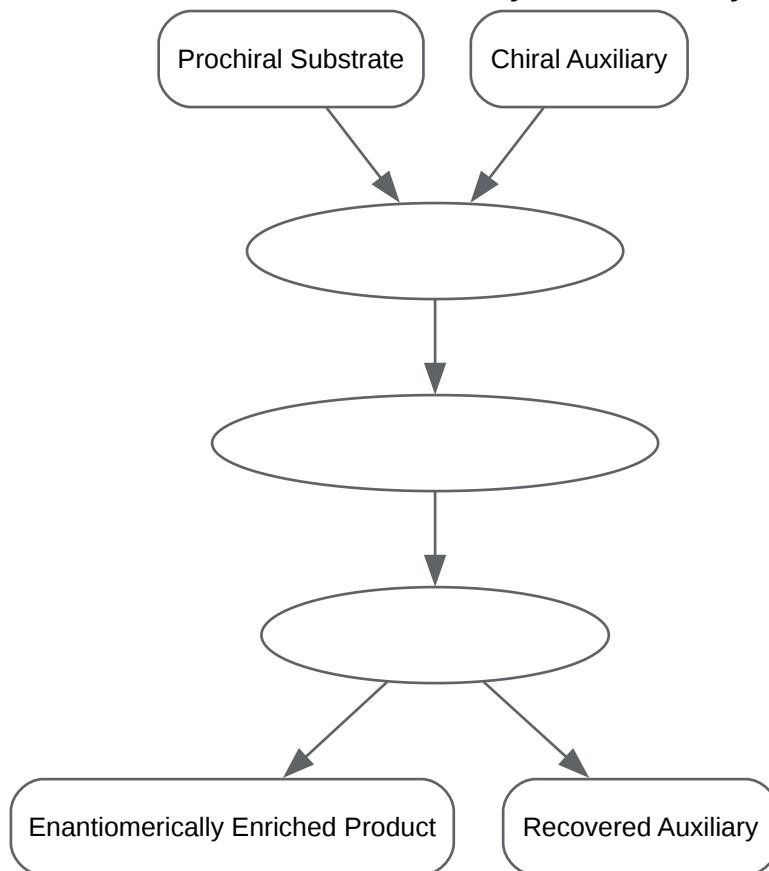 Prochiral Substrate
Chiral Auxiliary
Enantiomerically Enriched Product
Recovered Auxiliary